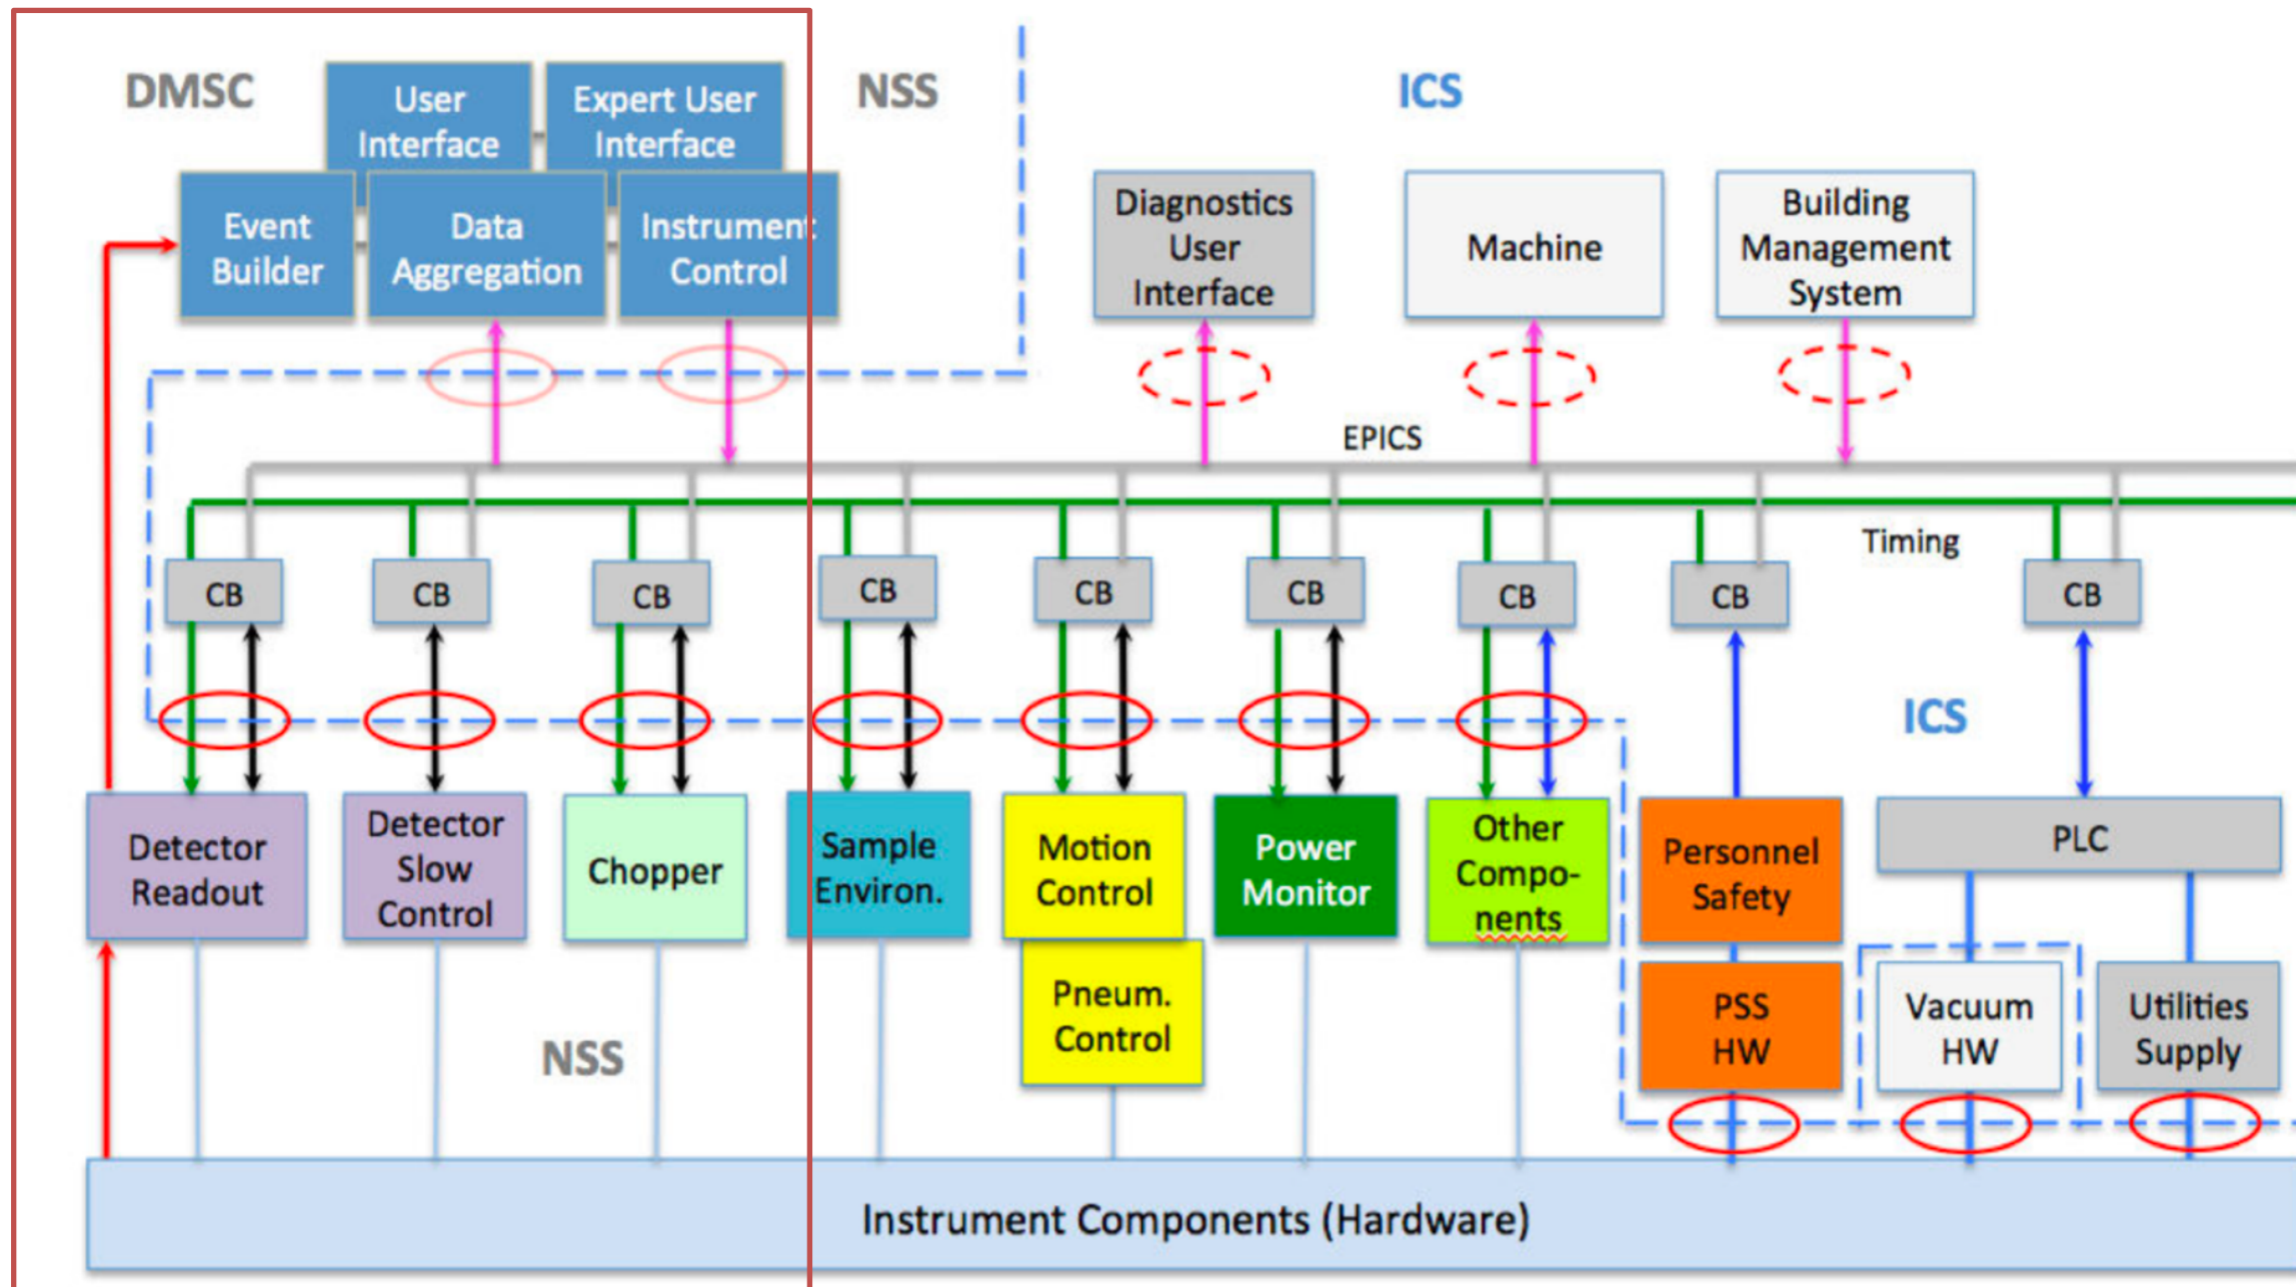 DMSC
User
Interface
Expert User
Interface
NSS
ICS
Event
Builder
Data
Aggregation
Instrument
Control
Diagnostics
User
Interface
Machine
Building
Management
System
EPICS
Timing
CB
CB
CB
CB
CB
CB
CB
CB
CB
ICS
Detector
Readout
Detector
Slow
Control
Chopper
Sample
Environ.
Motion
Control
Power
Monitor
Other
Compo-
nents
Personnel
Safety
PLC
Pneum.
Control
PSS
HW
Vacuum
HW
Utilities
Supply
NSS
Instrument Components (Hardware)